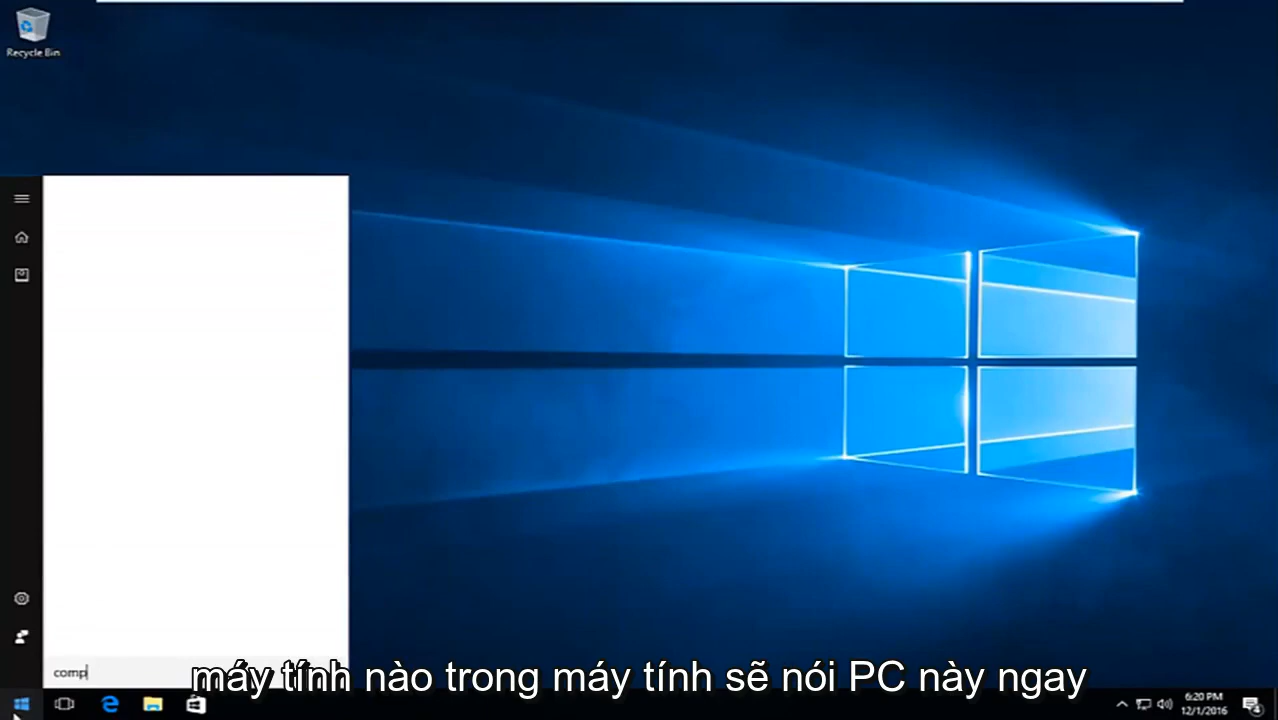 Recycle Bin
comp
máy tính nào trong máy tính sẽ nói PC này ngay
6:20 PM
12/1/2016
4